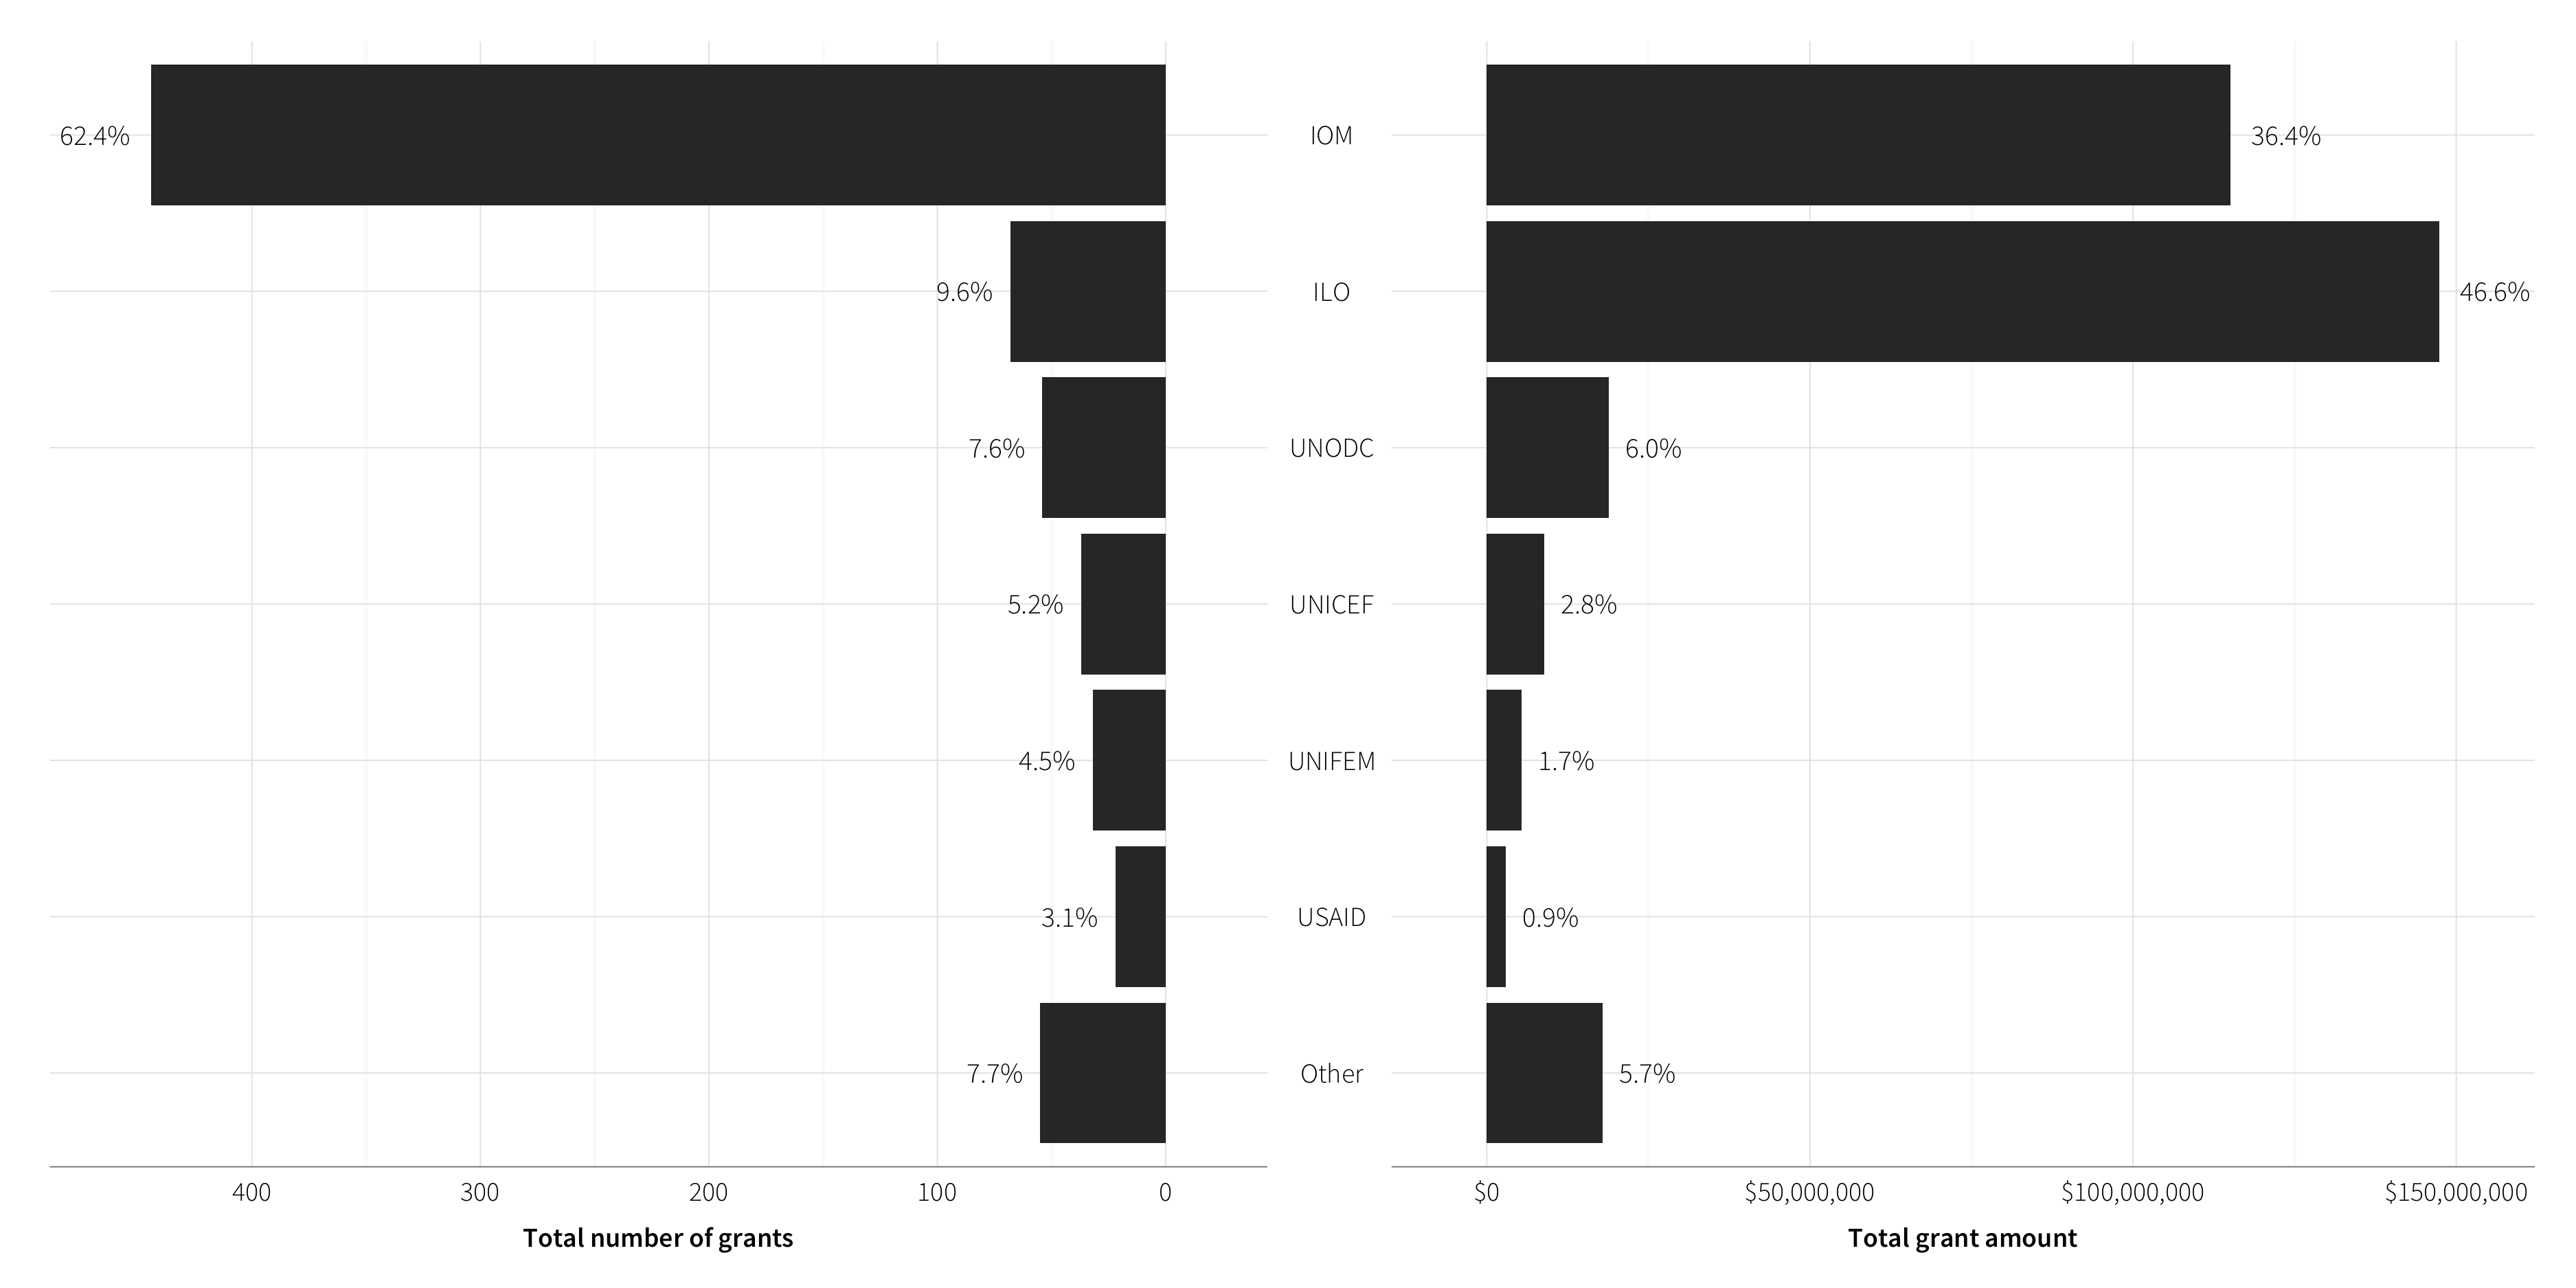 62.4% IOM 36.4%
9.6% ILO 46.6%
7.6% UNODC 6.0%
5.2% UNICEF 2.8%
4.5% UNIFEM 1.7%
3.1% USAID 0.9%
7.7% Other 5.7%
400 300 200 100 0 $0 $50,000,000 $100,000,000 $150,000,000
Total number of grants Total grant amount